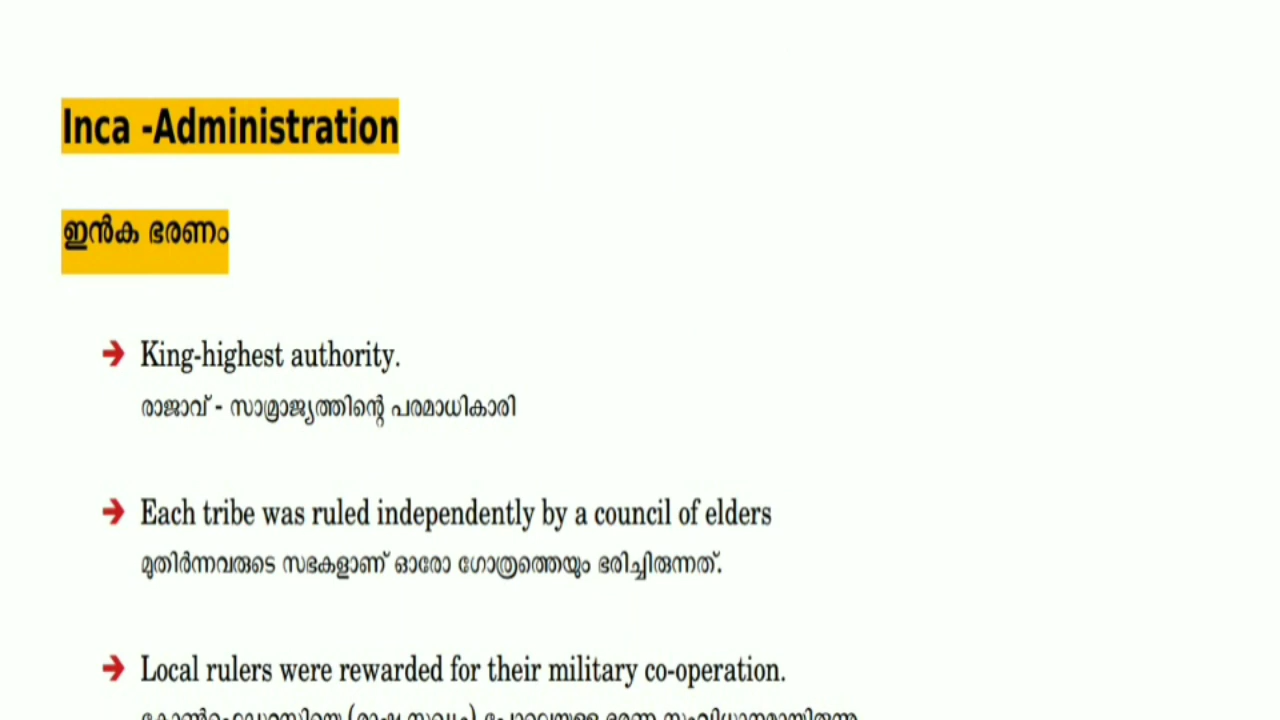 Inca -Administration
ഇൻക ഭരണം
➔ King-highest authority.
രാജാവ് - സാമ്രാജ്യത്തിന്റെ പരമാധികാരി
➔ Each tribe was ruled independently by a council of elders
മുതിർന്നവരുടെ സഭകളാണ് ഓരോ ഗോത്രത്തെയും ഭരിച്ചിരുന്നത്.
➔ Local rulers were rewarded for their military co-operation.